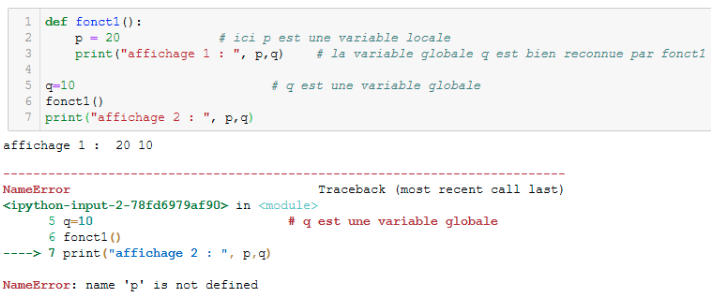 1 def fonct1():
2     p = 20                # ici p est une variable locale
3     print("affichage 1 : ", p,q)    # la variable globale q est bien reconnue par fonct1
4
5 q=10                          # q est une variable globale
6 fonct1()
7 print("affichage 2 : ", p,q)
affichage 1 :  20 10
---------------------------------------------------------------------------
NameError                                 Traceback (most recent call last)
<ipython-input-2-78fd6979af90> in <module>
      5 q=10                          # q est une variable globale
      6 fonct1()
----> 7 print("affichage 2 : ", p,q)
NameError: name 'p' is not defined